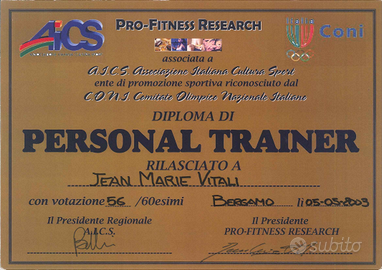 AICS
PRO-FITNESS RESEARCH
Coni
associata a
A.I.C.S. Associazione Italiana Cultura Sport
ente di promozione sportiva riconosciuto dal
C.O.N.I. Comitato Olimpico Nazionale Italiano
DIPLOMA DI
PERSONAL TRAINER
RILASCIATO A
JEAN MARIE VITALI
con votazione 56 /60esimi BERGAMO lì 05-05-2003
Il Presidente Regionale
A.I.C.S.
Il Presidente
PRO-FITNESS RESEARCH
subito